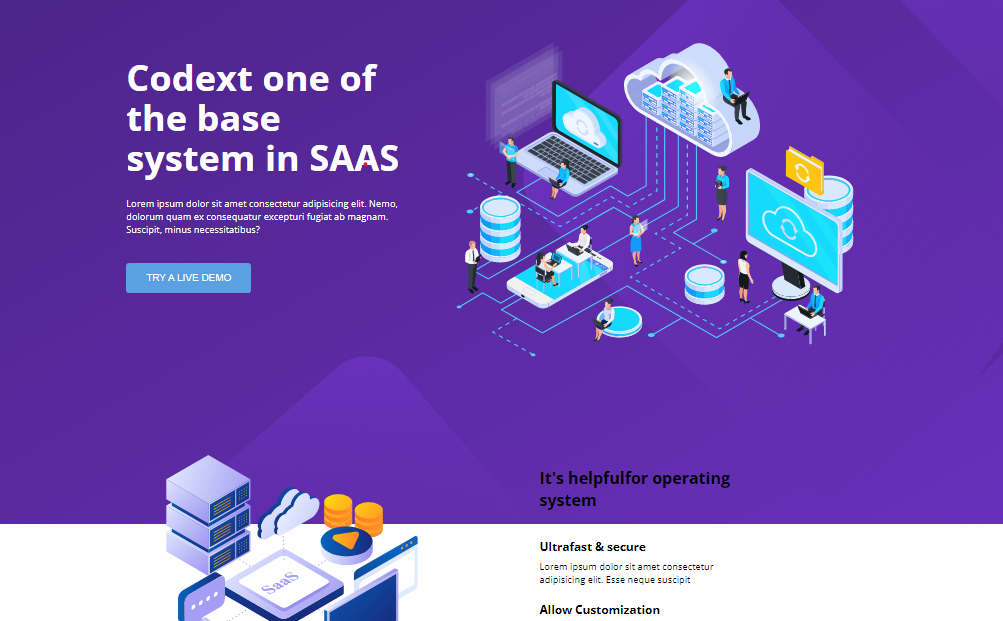 Codext one of
the base
system in SAAS
Lorem ipsum dolor sit amet consectetur adipisicing elit. Nemo,
dolorum quam ex consequatur excepturi fugiat ab magnam.
Suscipit, minus necessitatibus?
TRY A LIVE DEMO
It's helpfulfor operating
system
Ultrafast & secure
Lorem ipsum dolor sit amet consectetur
adipisicing elit. Esse neque suscipit
Allow Customization
SaaS